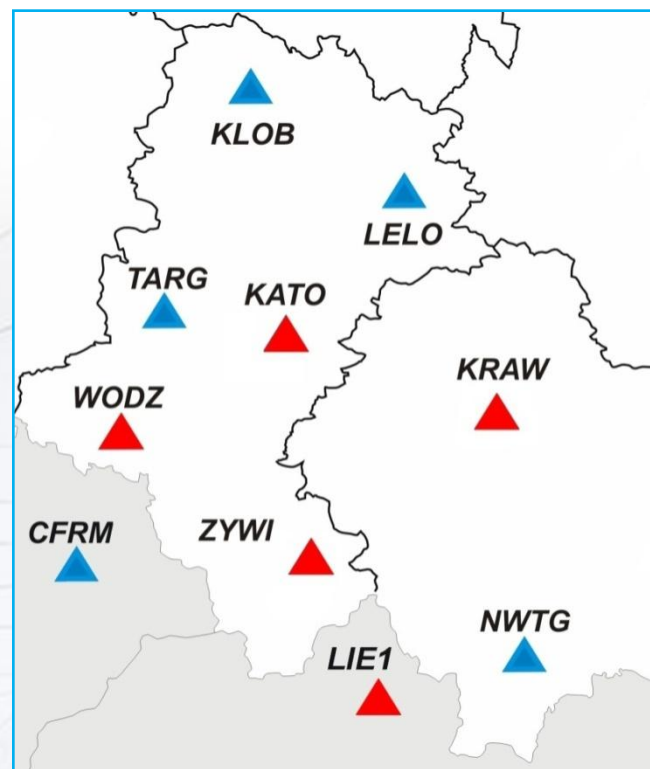 KLOB
LELO
TARG
KATO
KRAW
WODZ
CFRM
ZYWI
NWTG
LIE1